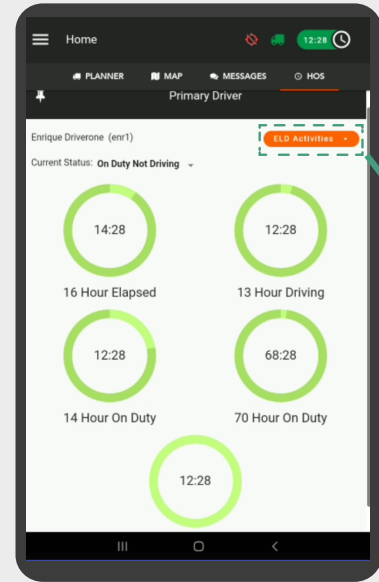 Home 12:28
PLANNER MAP MESSAGES HOS
Primary Driver
Enrique Driverone (enr1) ELD Activities
Current Status: On Duty Not Driving
14:28 12:28
16 Hour Elapsed 13 Hour Driving
12:28 68:28
14 Hour On Duty 70 Hour On Duty
12:28